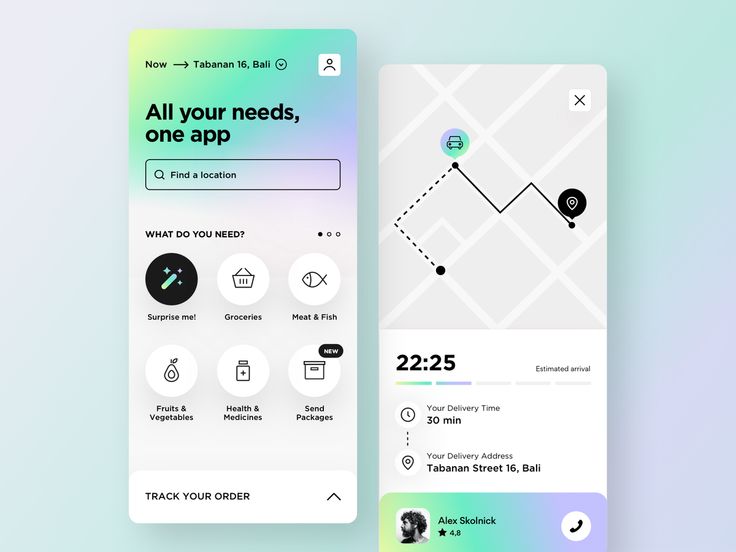 Now → Tabanan 16, Bali
All your needs,
one app
Find a location
WHAT DO YOU NEED?
Surprise me!
Groceries
Meat & Fish
NEW
Fruits &
Vegetables
Health &
Medicines
Send
Packages
TRACK YOUR ORDER
22:25
Estimated arrival
Your Delivery Time
30 min
Your Delivery Address
Tabanan Street 16, Bali
Alex Skolnick
4,8